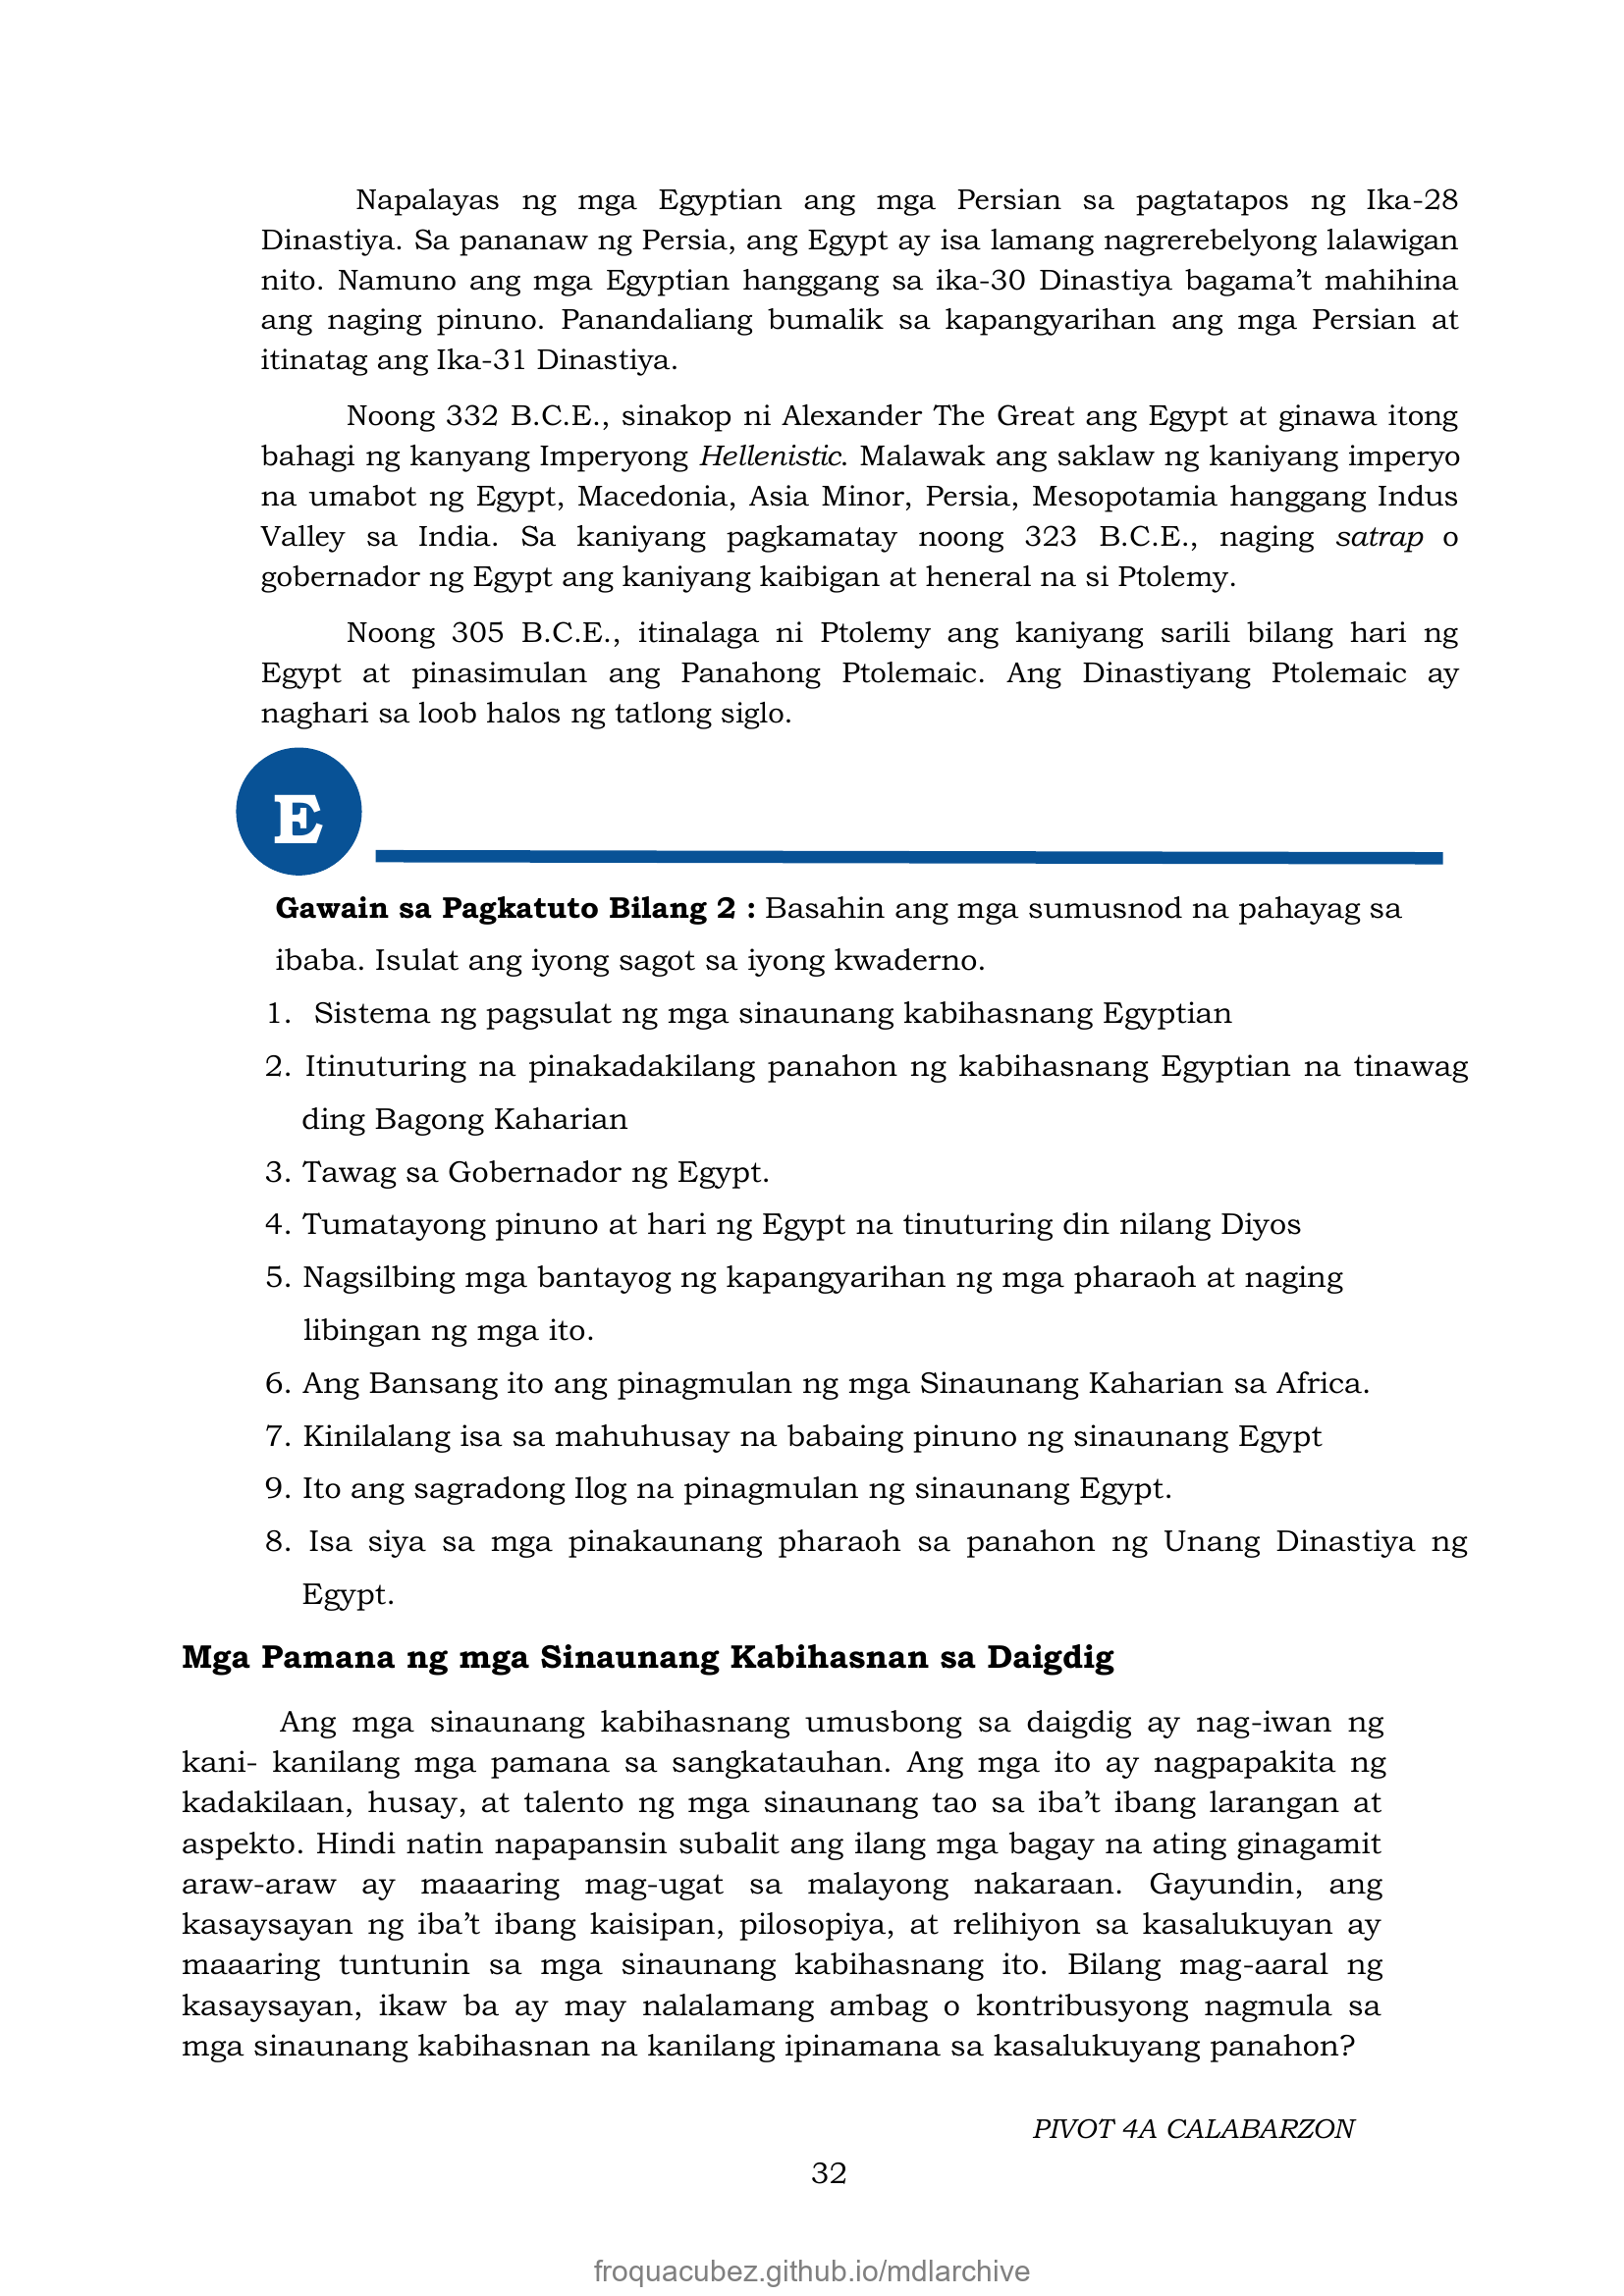 Napalayas ng mga Egyptian ang mga Persian sa pagtatapos ng Ika-28
Dinastiya. Sa pananaw ng Persia, ang Egypt ay isa lamang nagrerebelyong lalawigan
nito. Namuno ang mga Egyptian hanggang sa ika-30 Dinastiya bagama’t mahihina
ang naging pinuno. Panandaliang bumalik sa kapangyarihan ang mga Persian at
itinatag ang Ika-31 Dinastiya.
Noong 332 B.C.E., sinakop ni Alexander The Great ang Egypt at ginawa itong
bahagi ng kanyang Imperyong Hellenistic. Malawak ang saklaw ng kaniyang imperyo
na umabot ng Egypt, Macedonia, Asia Minor, Persia, Mesopotamia hanggang Indus
Valley sa India. Sa kaniyang pagkamatay noong 323 B.C.E., naging satrap o
gobernador ng Egypt ang kaniyang kaibigan at heneral na si Ptolemy.
Noong 305 B.C.E., itinalaga ni Ptolemy ang kaniyang sarili bilang hari ng
Egypt at pinasimulan ang Panahong Ptolemaic. Ang Dinastiyang Ptolemaic ay
naghari sa loob halos ng tatlong siglo.
E
Gawain sa Pagkatuto Bilang 2 : Basahin ang mga sumusnod na pahayag sa
ibaba. Isulat ang iyong sagot sa iyong kwaderno.
1. Sistema ng pagsulat ng mga sinaunang kabihasnang Egyptian
2. Itinuturing na pinakadakilang panahon ng kabihasnang Egyptian na tinawag
ding Bagong Kaharian
3. Tawag sa Gobernador ng Egypt.
4. Tumatayong pinuno at hari ng Egypt na tinuturing din nilang Diyos
5. Nagsilbing mga bantayog ng kapangyarihan ng mga pharaoh at naging
libingan ng mga ito.
6. Ang Bansang ito ang pinagmulan ng mga Sinaunang Kaharian sa Africa.
7. Kinilalang isa sa mahuhusay na babaing pinuno ng sinaunang Egypt
9. Ito ang sagradong Ilog na pinagmulan ng sinaunang Egypt.
8. Isa siya sa mga pinakaunang pharaoh sa panahon ng Unang Dinastiya ng
Egypt.
Mga Pamana ng mga Sinaunang Kabihasnan sa Daigdig
Ang mga sinaunang kabihasnang umusbong sa daigdig ay nag-iwan ng
kani- kanilang mga pamana sa sangkatauhan. Ang mga ito ay nagpapakita ng
kadakilaan, husay, at talento ng mga sinaunang tao sa iba’t ibang larangan at
aspekto. Hindi natin napapansin subalit ang ilang mga bagay na ating ginagamit
araw-araw ay maaaring mag-ugat sa malayong nakaraan. Gayundin, ang
kasaysayan ng iba’t ibang kaisipan, pilosopiya, at relihiyon sa kasalukuyan ay
maaaring tuntunin sa mga sinaunang kabihasnang ito. Bilang mag-aaral ng
kasaysayan, ikaw ba ay may nalalamang ambag o kontribusyong nagmula sa
mga sinaunang kabihasnan na kanilang ipinamana sa kasalukuyang panahon?
PIVOT 4A CALABARZON
32
froquacubez.github.io/mdlarchive